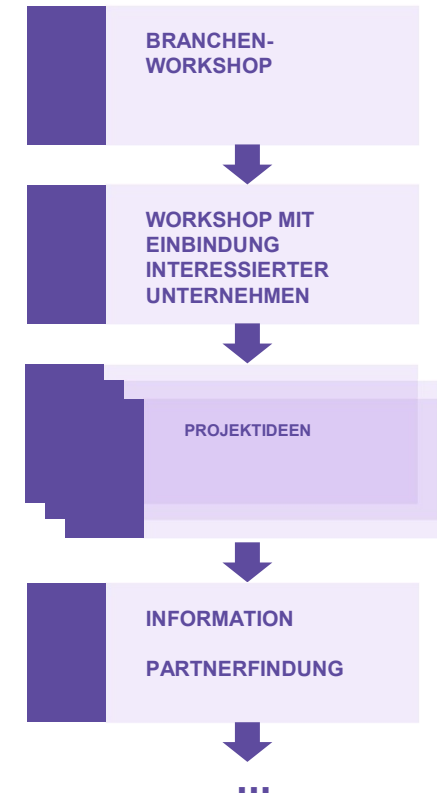 BRANCHEN-
WORKSHOP
WORKSHOP MIT
EINBINDUNG
INTERESSIERTER
UNTERNEHMEN
PROJEKTIDEEN
INFORMATION
PARTNERFINDUNG
...